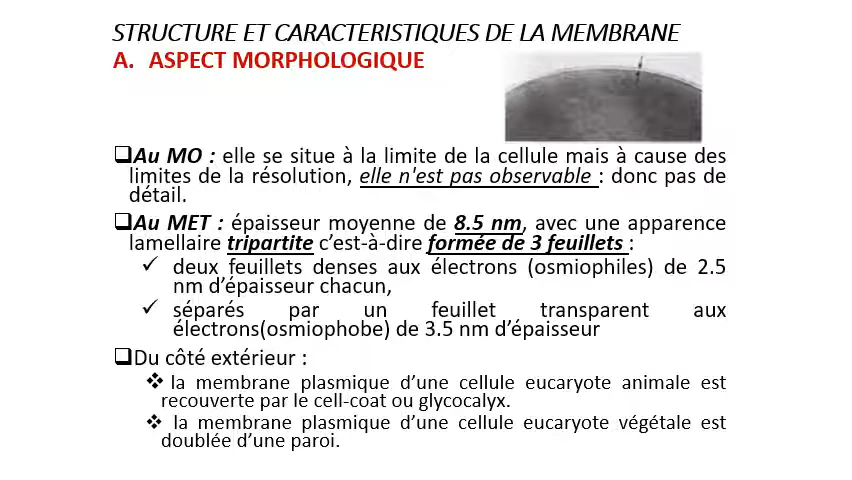 STRUCTURE ET CARACTERISTIQUES DE LA MEMBRANE
A. ASPECT MORPHOLOGIQUE
❑Au MO : elle se situe à la limite de la cellule mais à cause des
limites de la résolution, elle n'est pas observable : donc pas de
détail.
❑Au MET : épaisseur moyenne de 8.5 nm, avec une apparence
lamellaire tripartite c’est-à-dire formée de 3 feuillets :
✓ deux feuillets denses aux électrons (osmiophiles) de 2.5
nm d’épaisseur chacun,
✓ séparés par un feuillet transparent aux
électrons(osmiophobe) de 3.5 nm d’épaisseur
❑Du côté extérieur :
❖ la membrane plasmique d’une cellule eucaryote animale est
recouverte par le cell-coat ou glycocalyx.
❖ la membrane plasmique d’une cellule eucaryote végétale est
doublée d’une paroi.